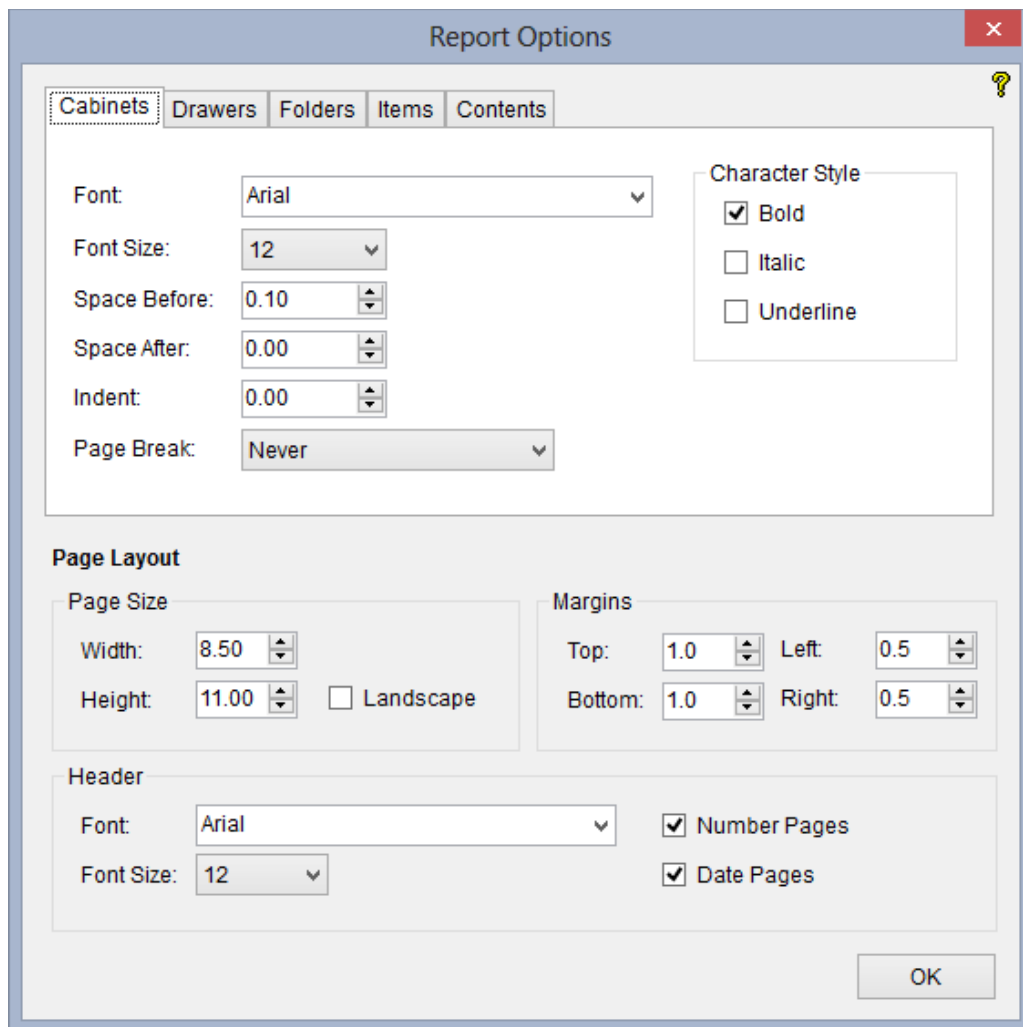 Report Options
Cabinets Drawers Folders Items Contents
Font: Arial
Font Size: 12
Space Before: 0.10
Space After: 0.00
Indent: 0.00
Page Break: Never
Character Style
Bold
Italic
Underline
Page Layout
Page Size
Width: 8.50
Height: 11.00 Landscape
Margins
Top: 1.0 Left: 0.5
Bottom: 1.0 Right: 0.5
Header
Font: Arial Number Pages
Font Size: 12 Date Pages
OK